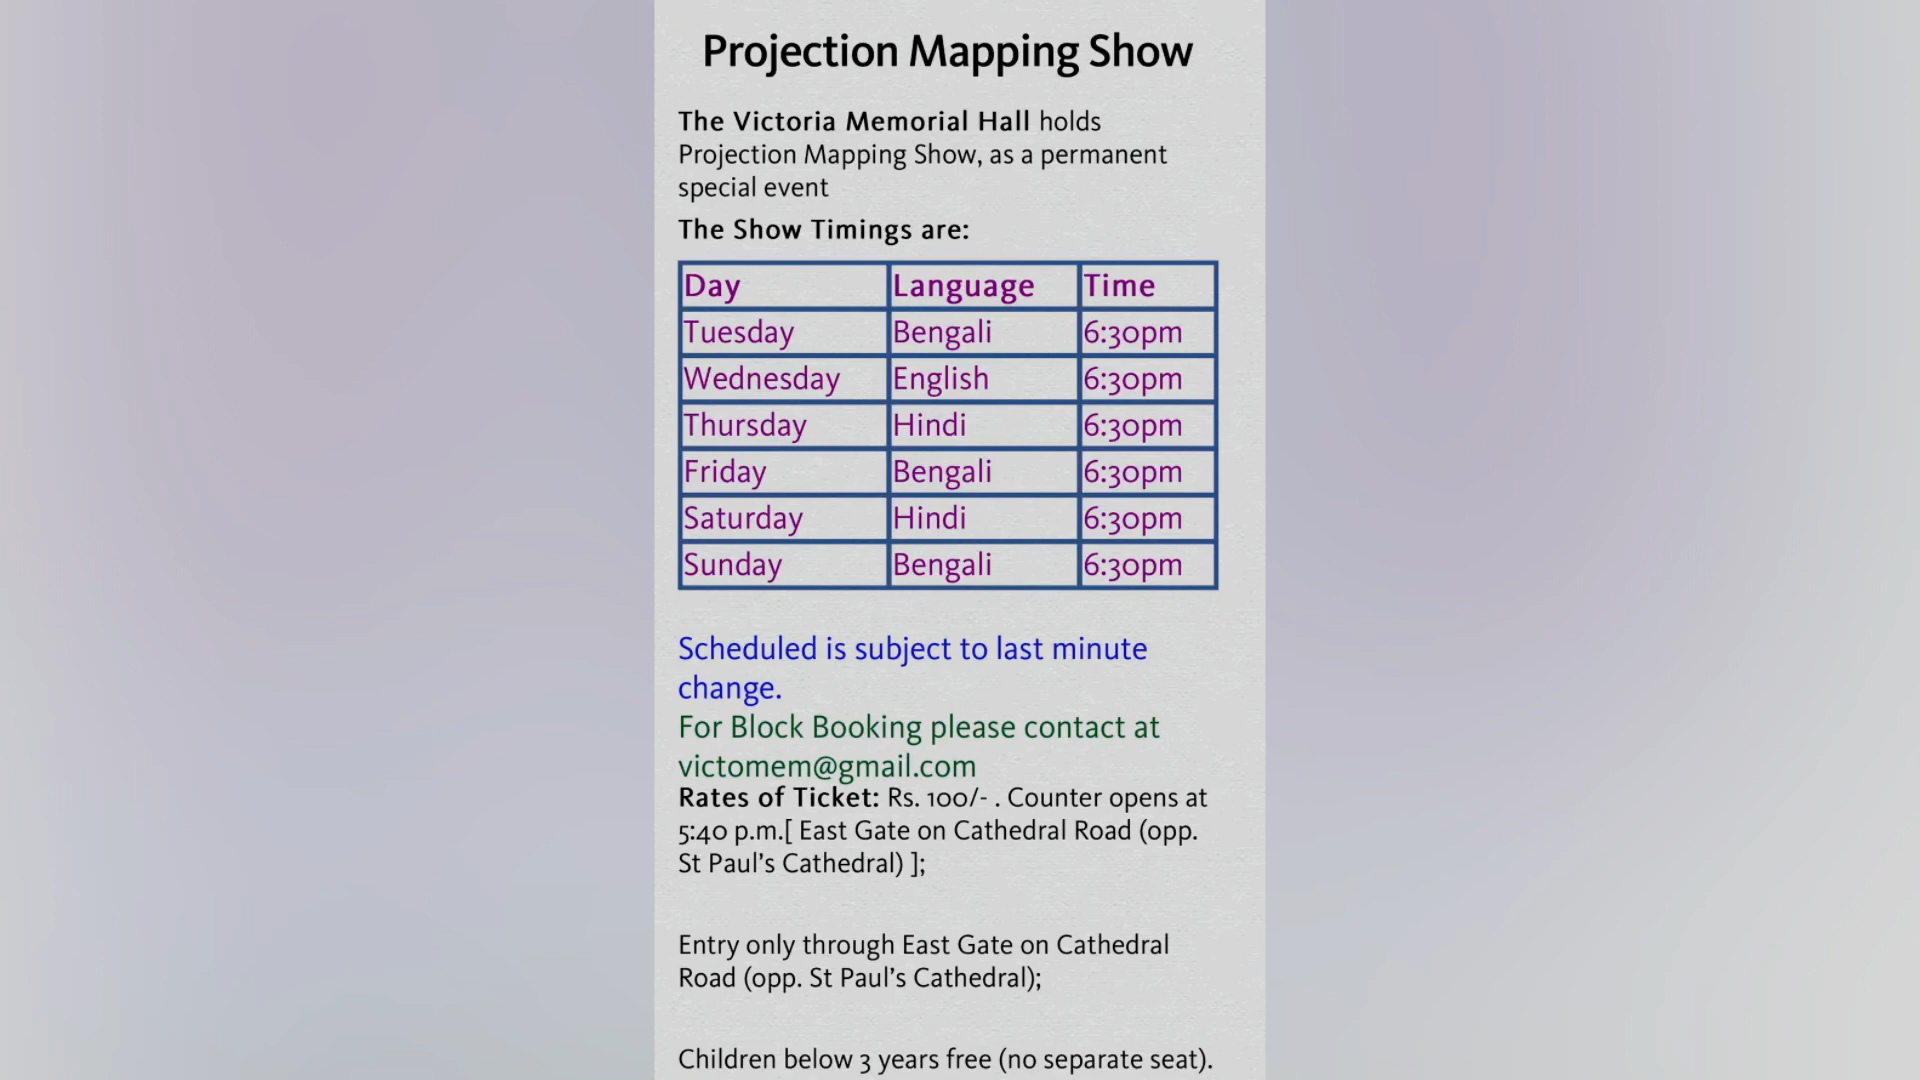 Projection Mapping Show
The Victoria Memorial Hall holds
Projection Mapping Show, as a permanent
special event
The Show Timings are:
Day Language Time
Tuesday Bengali 6:30pm
Wednesday English 6:30pm
Thursday Hindi 6:30pm
Friday Bengali 6:30pm
Saturday Hindi 6:30pm
Sunday Bengali 6:30pm
Scheduled is subject to last minute
change.
For Block Booking please contact at
victomem@gmail.com
Rates of Ticket: Rs. 100/- . Counter opens at
5:40 p.m.[ East Gate on Cathedral Road (opp.
St Paul’s Cathedral) ];
Entry only through East Gate on Cathedral
Road (opp. St Paul’s Cathedral);
Children below 3 years free (no separate seat).